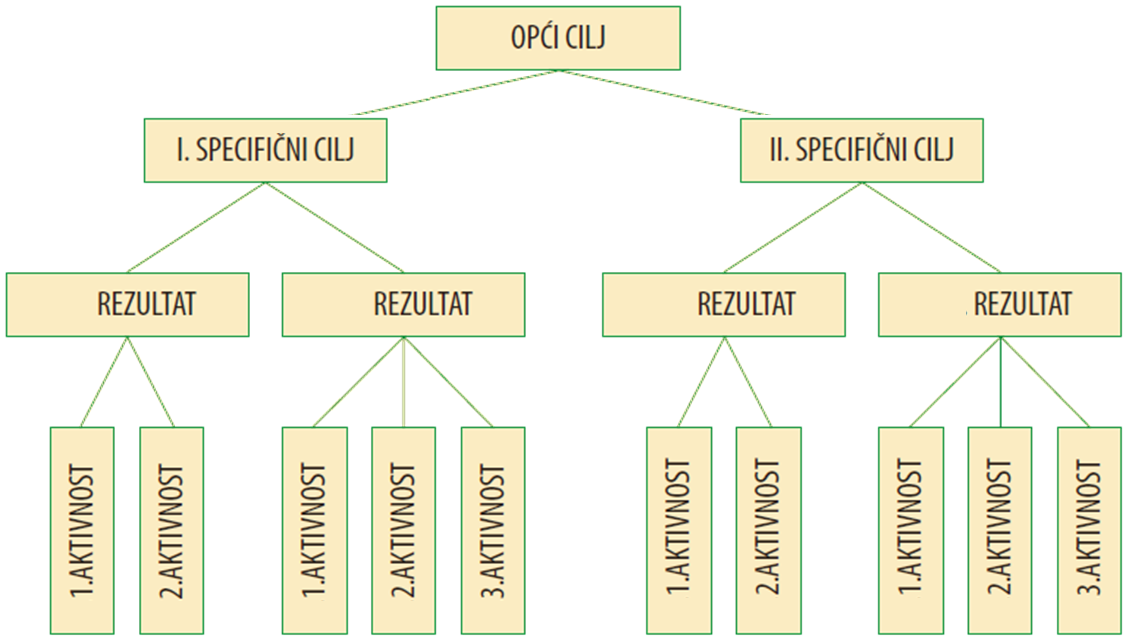 OPĆI CILJ
I. SPECIFIČNI CILJ
II. SPECIFIČNI CILJ
REZULTAT
REZULTAT
REZULTAT
. REZULTAT
1.AKTIVNOST
2.AKTIVNOST
1.AKTIVNOST
2.AKTIVNOST
3.AKTIVNOST
1.AKTIVNOST
2.AKTIVNOST
1.AKTIVNOST
2.AKTIVNOST
3.AKTIVNOST